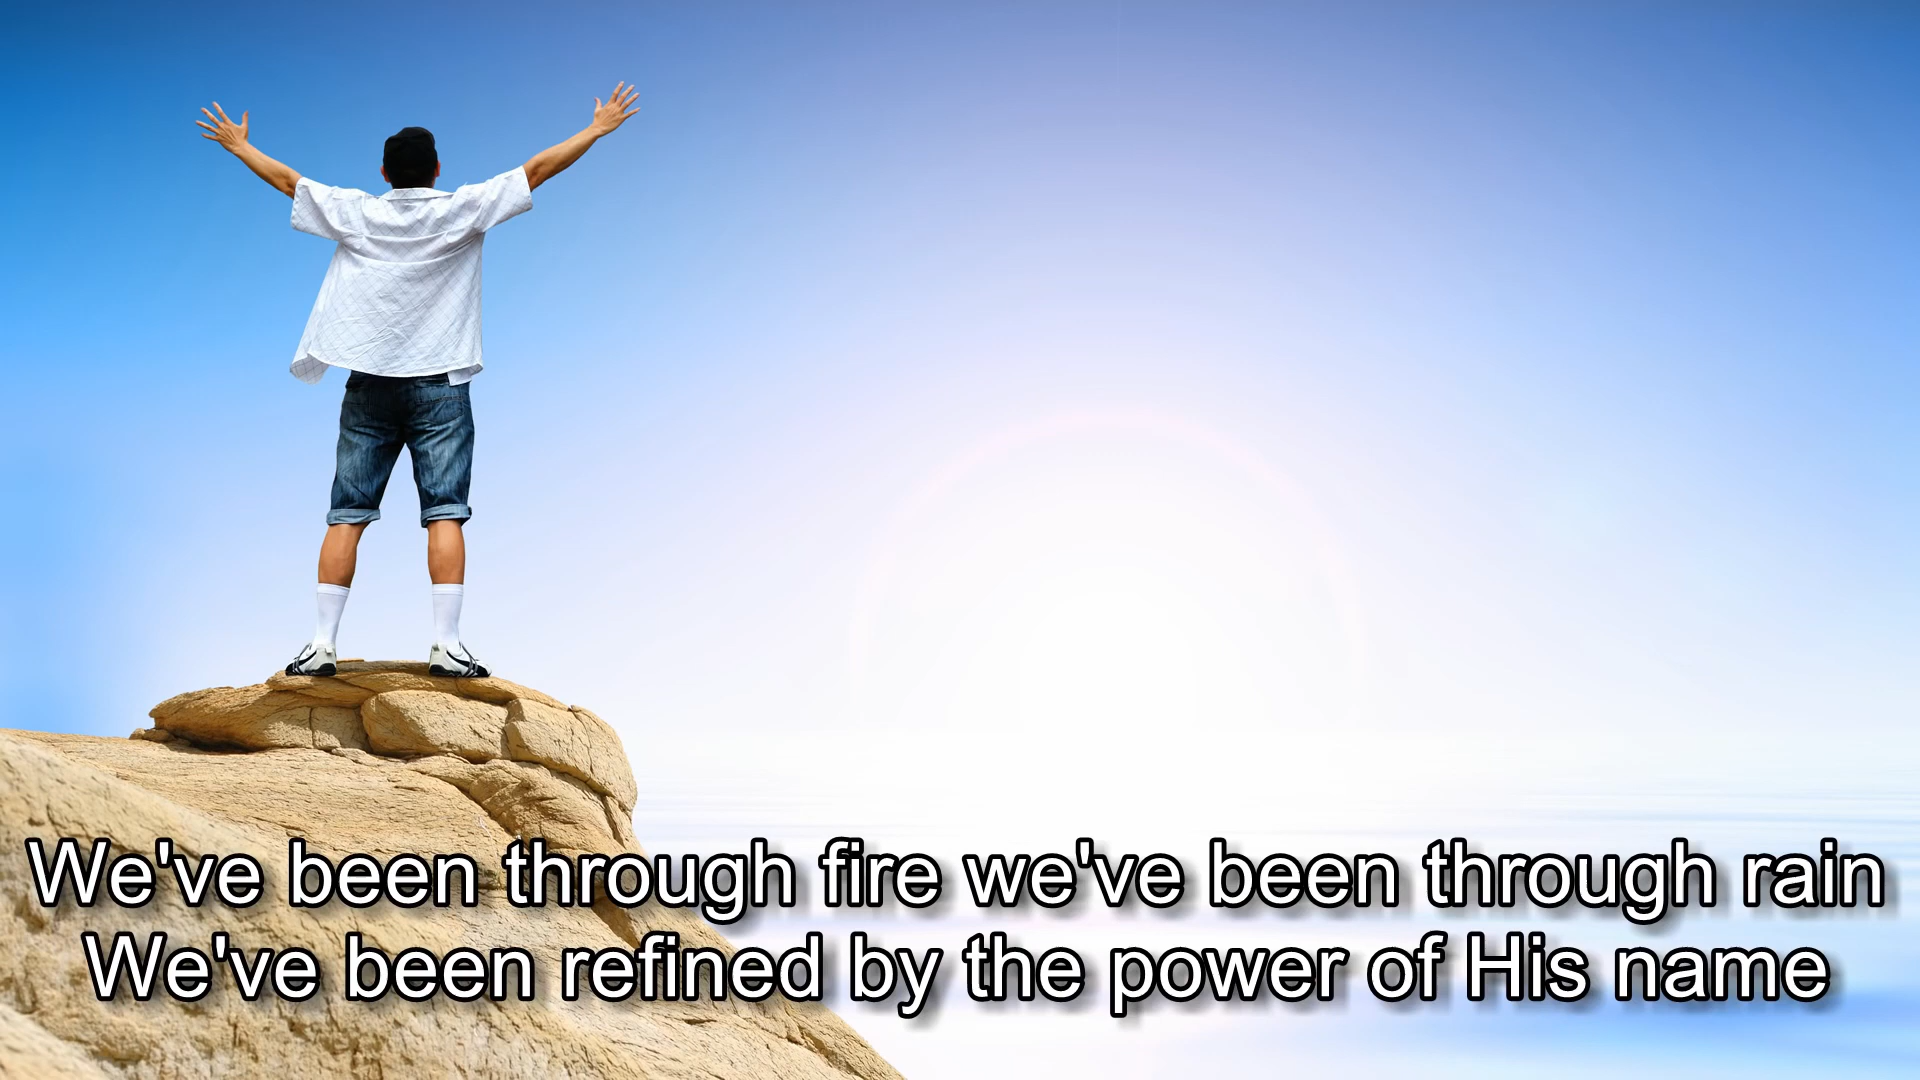 We've been through fire we've been through rain
We've been refined by the power of His name